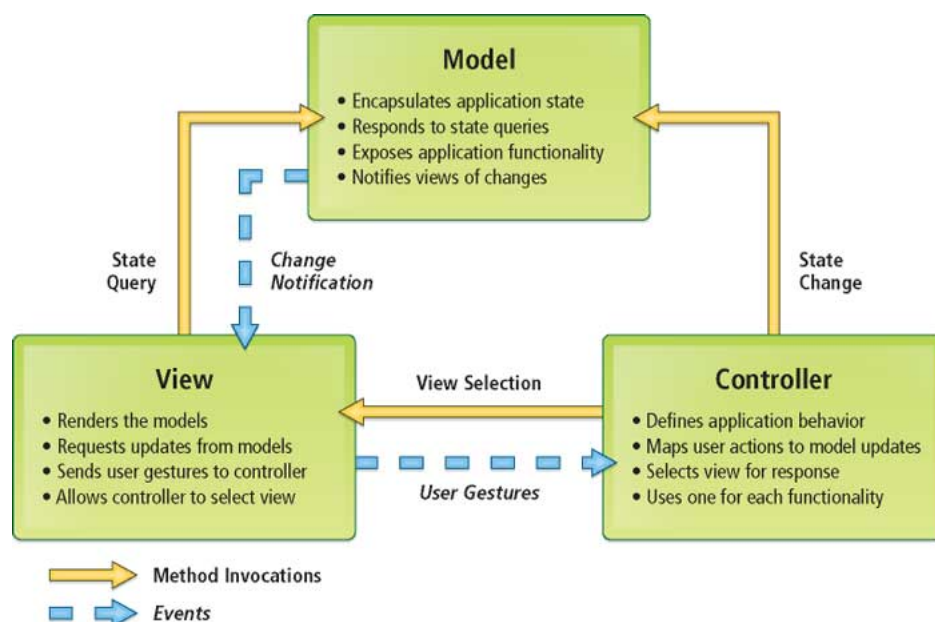 Model
• Encapsulates application state
• Responds to state queries
• Exposes application functionality
• Notifies views of changes
State
Query
Change
Notification
State
Change
View
• Renders the models
• Requests updates from models
• Sends user gestures to controller
• Allows controller to select view
View Selection
User Gestures
Controller
• Defines application behavior
• Maps user actions to model updates
• Selects view for response
• Uses one for each functionality
Method Invocations
Events